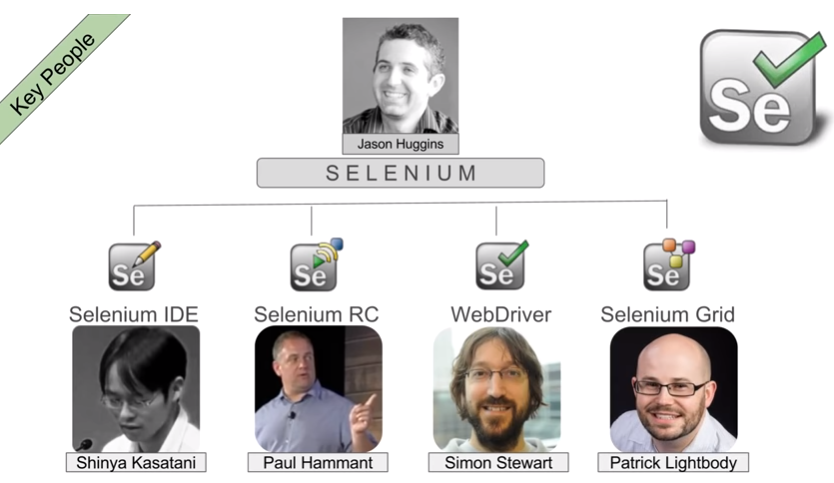 Key People
Se
Jason Huggins
SELENIUM
Se
Se
Se
Se
Selenium IDE
Selenium RC
WebDriver
Selenium Grid
Shinya Kasatani
Paul Hammant
Simon Stewart
Patrick Lightbody